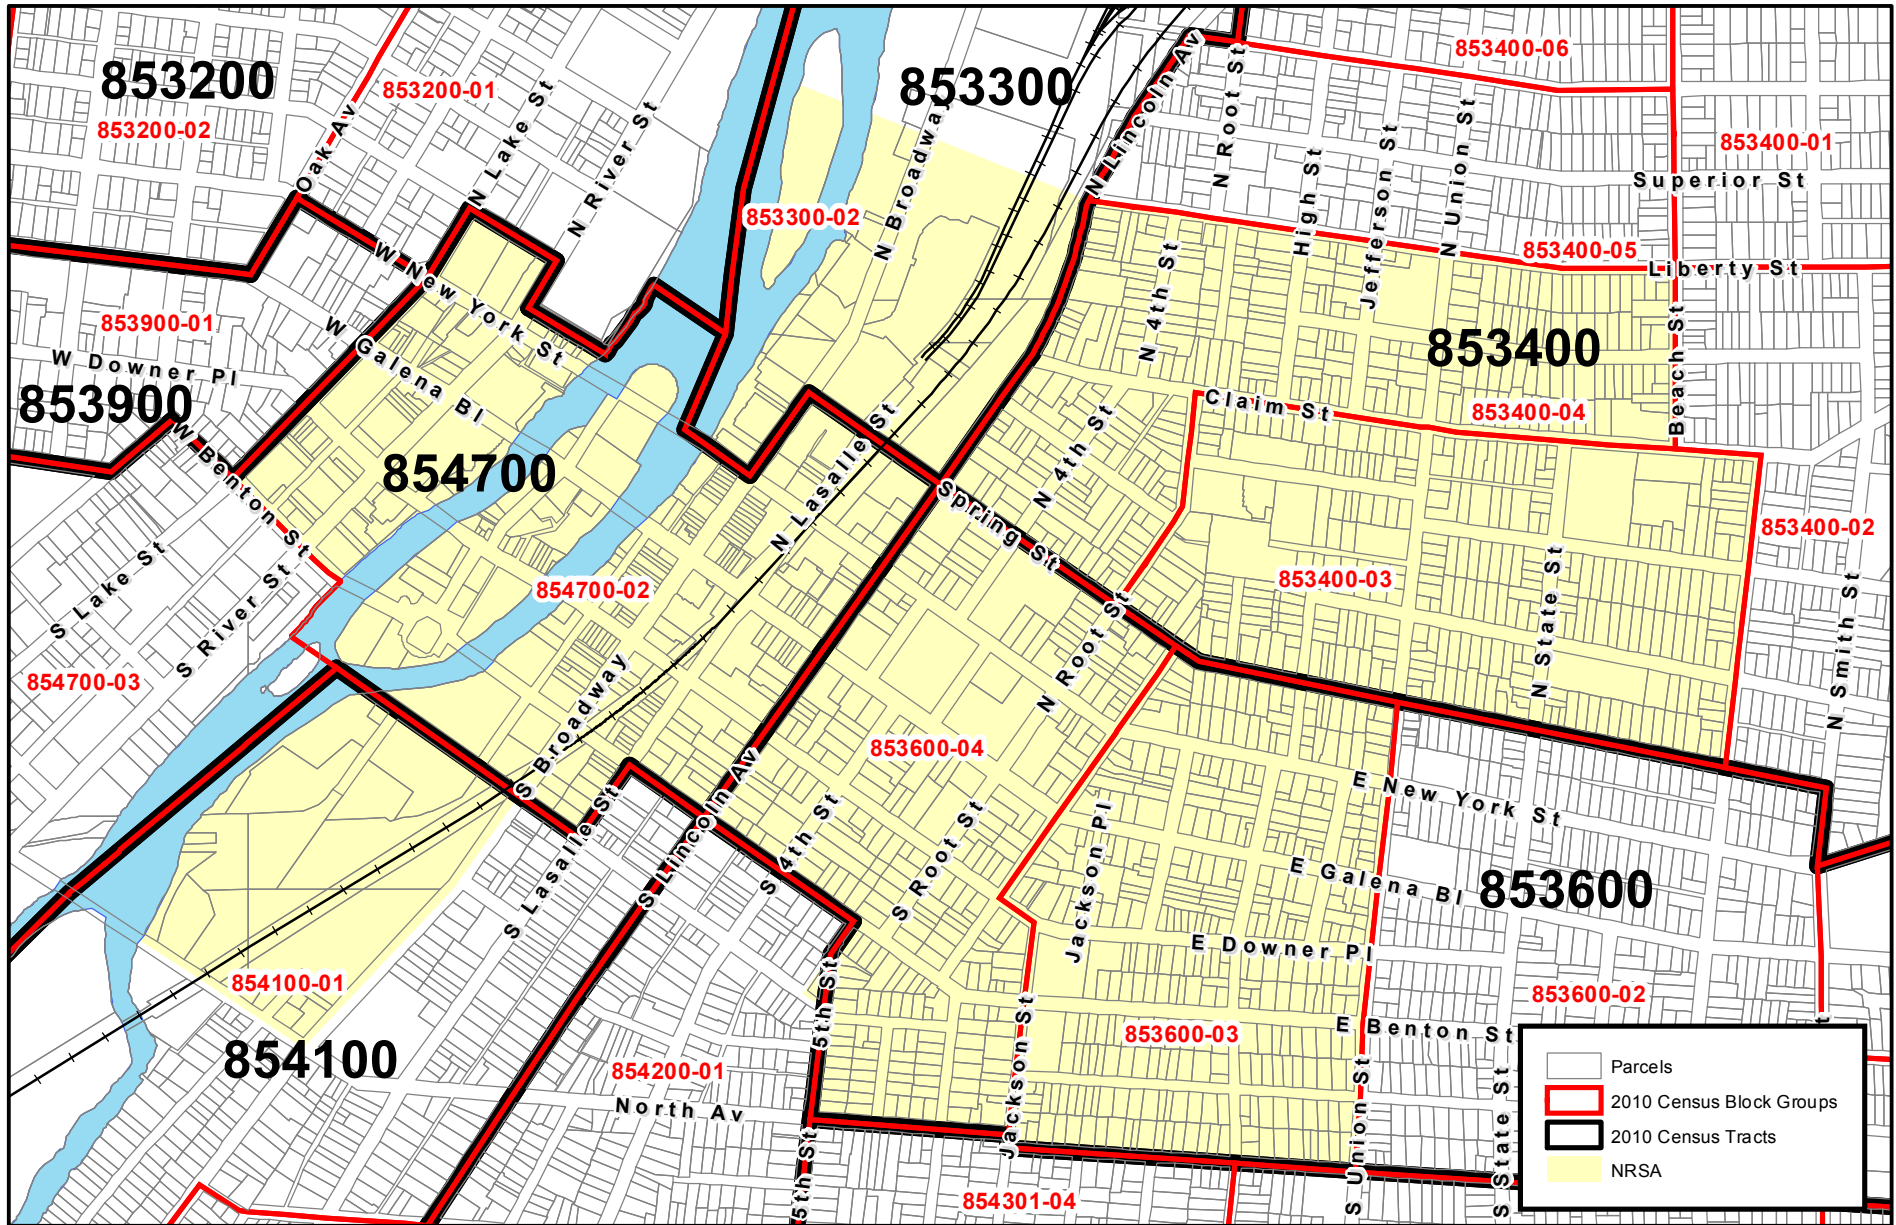 853200
853200-01
853200-02
853300
853400-06
853400-01
Oak Av
N Lake St
N River St
N Broadway
N Lincoln Av
N Root St
High St
Jefferson St
N Union St
Superior St
853300-02
853400-05
Liberty St
W New York St
853900-01
W Downer Pl
853900
W Galena Bl
N 4th St
853400
Beach St
Claim St
853400-04
W Benton St
854700
N Lasalle St
N 4th St
Spring St
853400-02
853400-03
854700-02
S Lake St
S River St
N Root St
N State St
N Smith St
854700-03
S Broadway
853600-04
N Root St
S Lincoln Av
S Lasalle St
S 4th St
S Root St
Jackson Pl
E New York St
E Galena Bl
853600
E Downer Pl
854100-01
853600-02
5th St
Jackson St
853600-03
E Benton St
854100
854200-01
North Av
5th St
S Union St
S State St
854301-04
t
Parcels
2010 Census Block Groups
2010 Census Tracts
NRSA